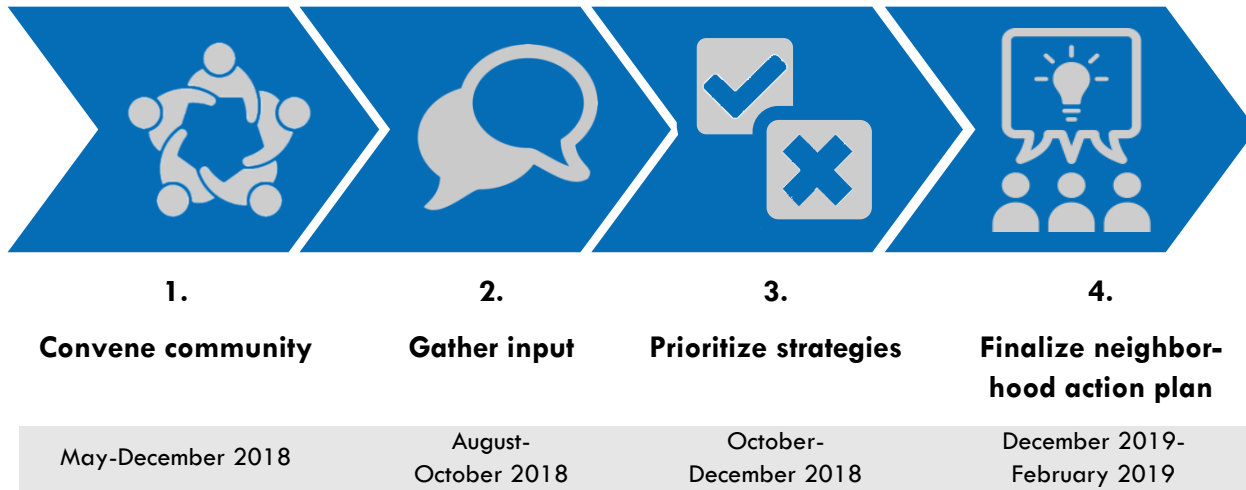 1.
Convene community
May-December 2018
2.
Gather input
August-
October 2018
3.
Prioritize strategies
October-
December 2018
4.
Finalize neighbor-
hood action plan
December 2019-
February 2019